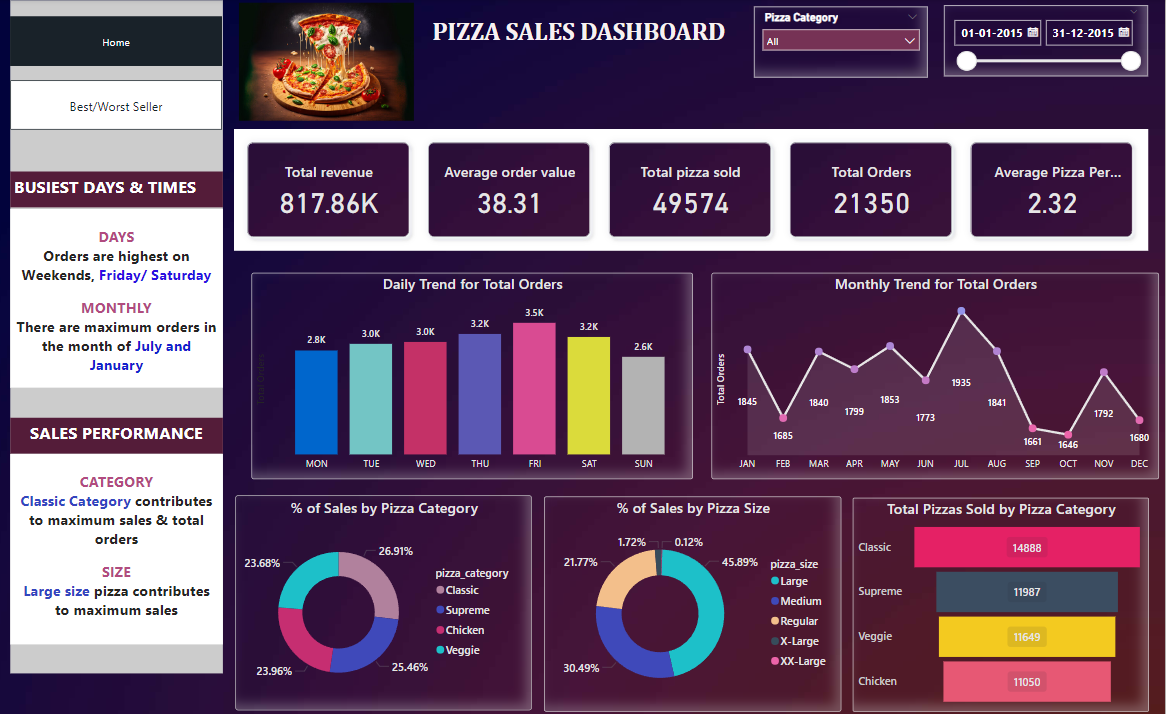 Home
Best/Worst Seller
BUSIEST DAYS & TIMES
DAYS
Orders are highest on
Weekends, Friday/ Saturday
MONTHLY
There are maximum orders in
the month of July and
January
SALES PERFORMANCE
CATEGORY
Classic Category contributes
to maximum sales & total
orders
SIZE
Large size pizza contributes
to maximum sales
PIZZA SALES DASHBOARD
Pizza Category
All
01-01-2015
31-12-2015
Total revenue
817.86K
Average order value
38.31
Total pizza sold
49574
Total Orders
21350
Average Pizza Per...
2.32
Daily Trend for Total Orders
Total Orders
2.8K
3.0K
3.0K
3.2K
3.5K
3.2K
2.6K
MON
TUE
WED
THU
FRI
SAT
SUN
Monthly Trend for Total Orders
Total Orders
1845
1685
1840
1799
1853
1773
1935
1841
1661
1646
1792
1680
JAN
FEB
MAR
APR
MAY
JUN
JUL
AUG
SEP
OCT
NOV
DEC
% of Sales by Pizza Category
26.91%
25.46%
23.96%
23.68%
pizza_category
Classic
Supreme
Chicken
Veggie
% of Sales by Pizza Size
1.72%
0.12%
45.89%
30.49%
21.77%
pizza_size
Large
Medium
Regular
X-Large
XX-Large
Total Pizzas Sold by Pizza Category
Classic
14888
Supreme
11987
Veggie
11649
Chicken
11050